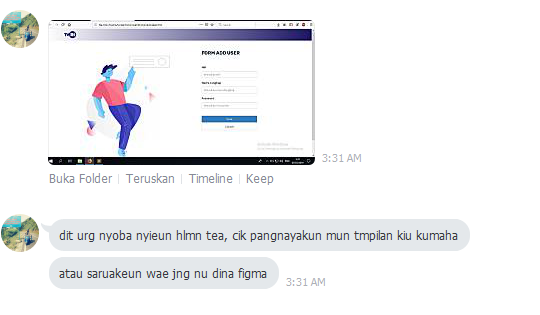 FORM ADD USER
Password
3:31 AM
Buka Folder | Teruskan | Timeline | Keep
dit urg nyoba nyieun hlmn tea, cik pangnayakun mun tmpilan kiu kumaha
atau saruakeun wae jng nu dina figma
3:31 AM